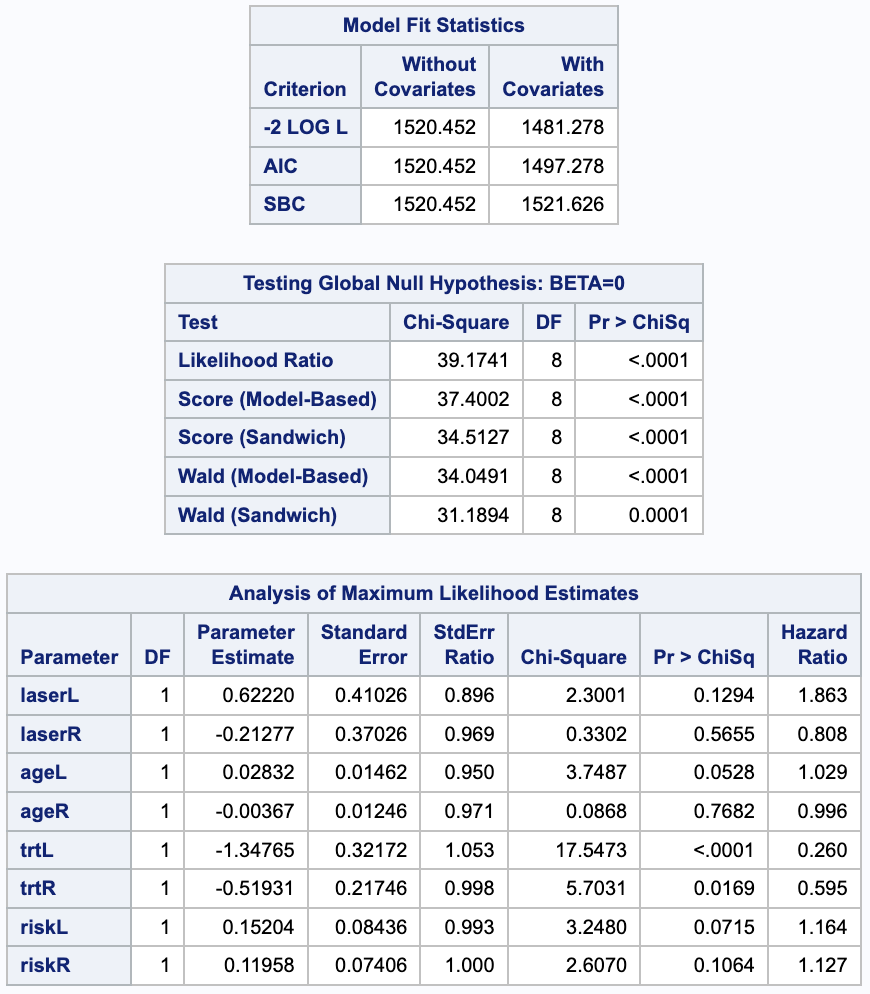 Model Fit Statistics
Criterion Without Covariates With Covariates
-2 LOG L 1520.452 1481.278
AIC 1520.452 1497.278
SBC 1520.452 1521.626
Testing Global Null Hypothesis: BETA=0
Test Chi-Square DF Pr > ChiSq
Likelihood Ratio 39.1741 8 <.0001
Score (Model-Based) 37.4002 8 <.0001
Score (Sandwich) 34.5127 8 <.0001
Wald (Model-Based) 34.0491 8 <.0001
Wald (Sandwich) 31.1894 8 0.0001
Analysis of Maximum Likelihood Estimates
Parameter DF Parameter Estimate Standard Error StdErr Ratio Chi-Square Pr > ChiSq Hazard Ratio
laserL 1 0.62220 0.41026 0.896 2.3001 0.1294 1.863
laserR 1 -0.21277 0.37026 0.969 0.3302 0.5655 0.808
ageL 1 0.02832 0.01462 0.950 3.7487 0.0528 1.029
ageR 1 -0.00367 0.01246 0.971 0.0868 0.7682 0.996
trtL 1 -1.34765 0.32172 1.053 17.5473 <.0001 0.260
trtR 1 -0.51931 0.21746 0.998 5.7031 0.0169 0.595
riskL 1 0.15204 0.08436 0.993 3.2480 0.0715 1.164
riskR 1 0.11958 0.07406 1.000 2.6070 0.1064 1.127